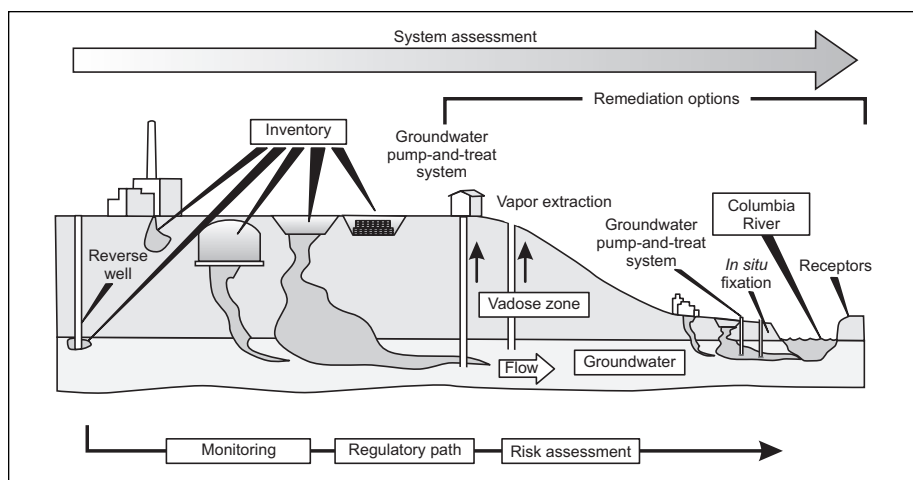 System assessment
Remediation options
Inventory
Groundwater
pump-and-treat
system
Vapor extraction
Groundwater
pump-and-treat
system
Columbia
River
In situ
fixation
Receptors
Reverse
well
Vadose zone
Flow
Groundwater
Monitoring
Regulatory path
Risk assessment